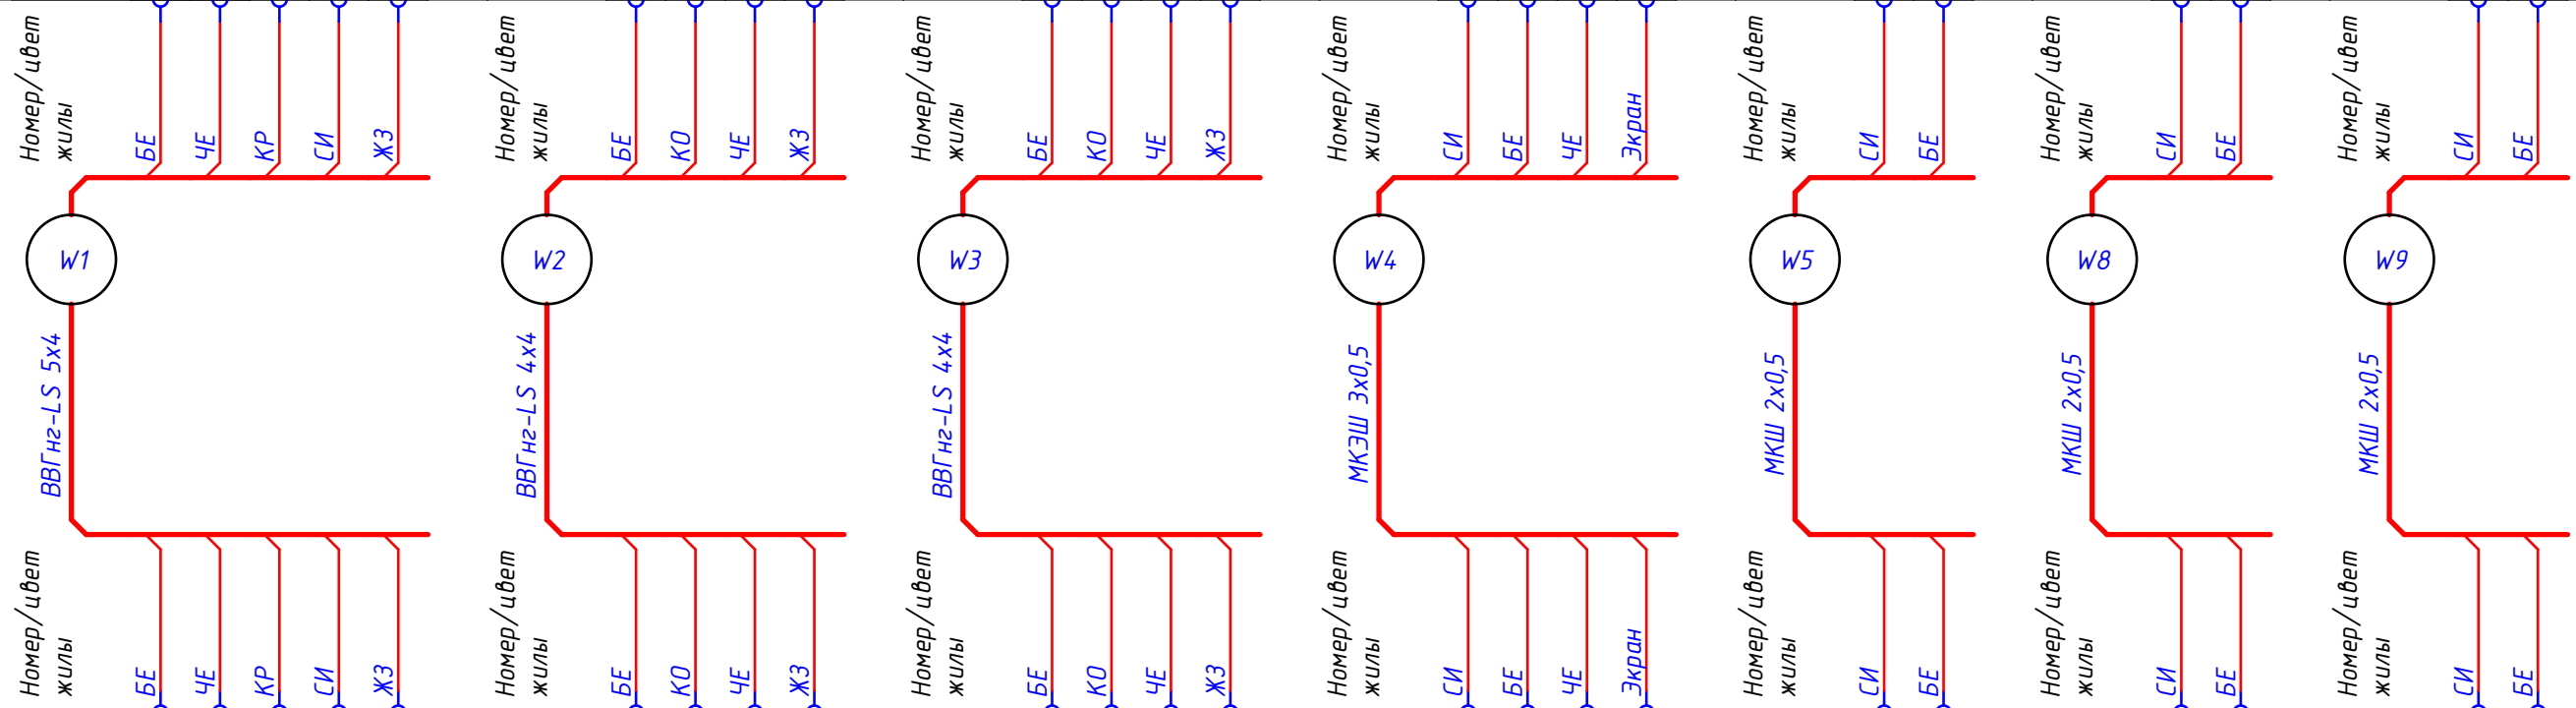 Номер/цвет
жилы
БЕ
ЧЕ
КР
СИ
ЖЗ
Номер/цвет
жилы
БЕ
КО
ЧЕ
ЖЗ
Номер/цвет
жилы
БЕ
КО
ЧЕ
ЖЗ
Номер/цвет
жилы
СИ
БЕ
ЧЕ
Экран
Номер/цвет
жилы
СИ
БЕ
Номер/цвет
жилы
СИ
БЕ
Номер/цвет
жилы
СИ
БЕ
W1
W2
W3
W4
W5
W8
W9
ВВГнг-LS 5х4
ВВГнг-LS 4х4
ВВГнг-LS 4х4
МКЭШ 3х0,5
МКШ 2х0,5
МКШ 2х0,5
МКШ 2х0,5
Номер/цвет
жилы
БЕ
ЧЕ
КР
СИ
ЖЗ
Номер/цвет
жилы
БЕ
КО
ЧЕ
ЖЗ
Номер/цвет
жилы
БЕ
КО
ЧЕ
ЖЗ
Номер/цвет
жилы
СИ
БЕ
ЧЕ
Экран
Номер/цвет
жилы
СИ
БЕ
Номер/цвет
жилы
СИ
БЕ
Номер/цвет
жилы
СИ
БЕ